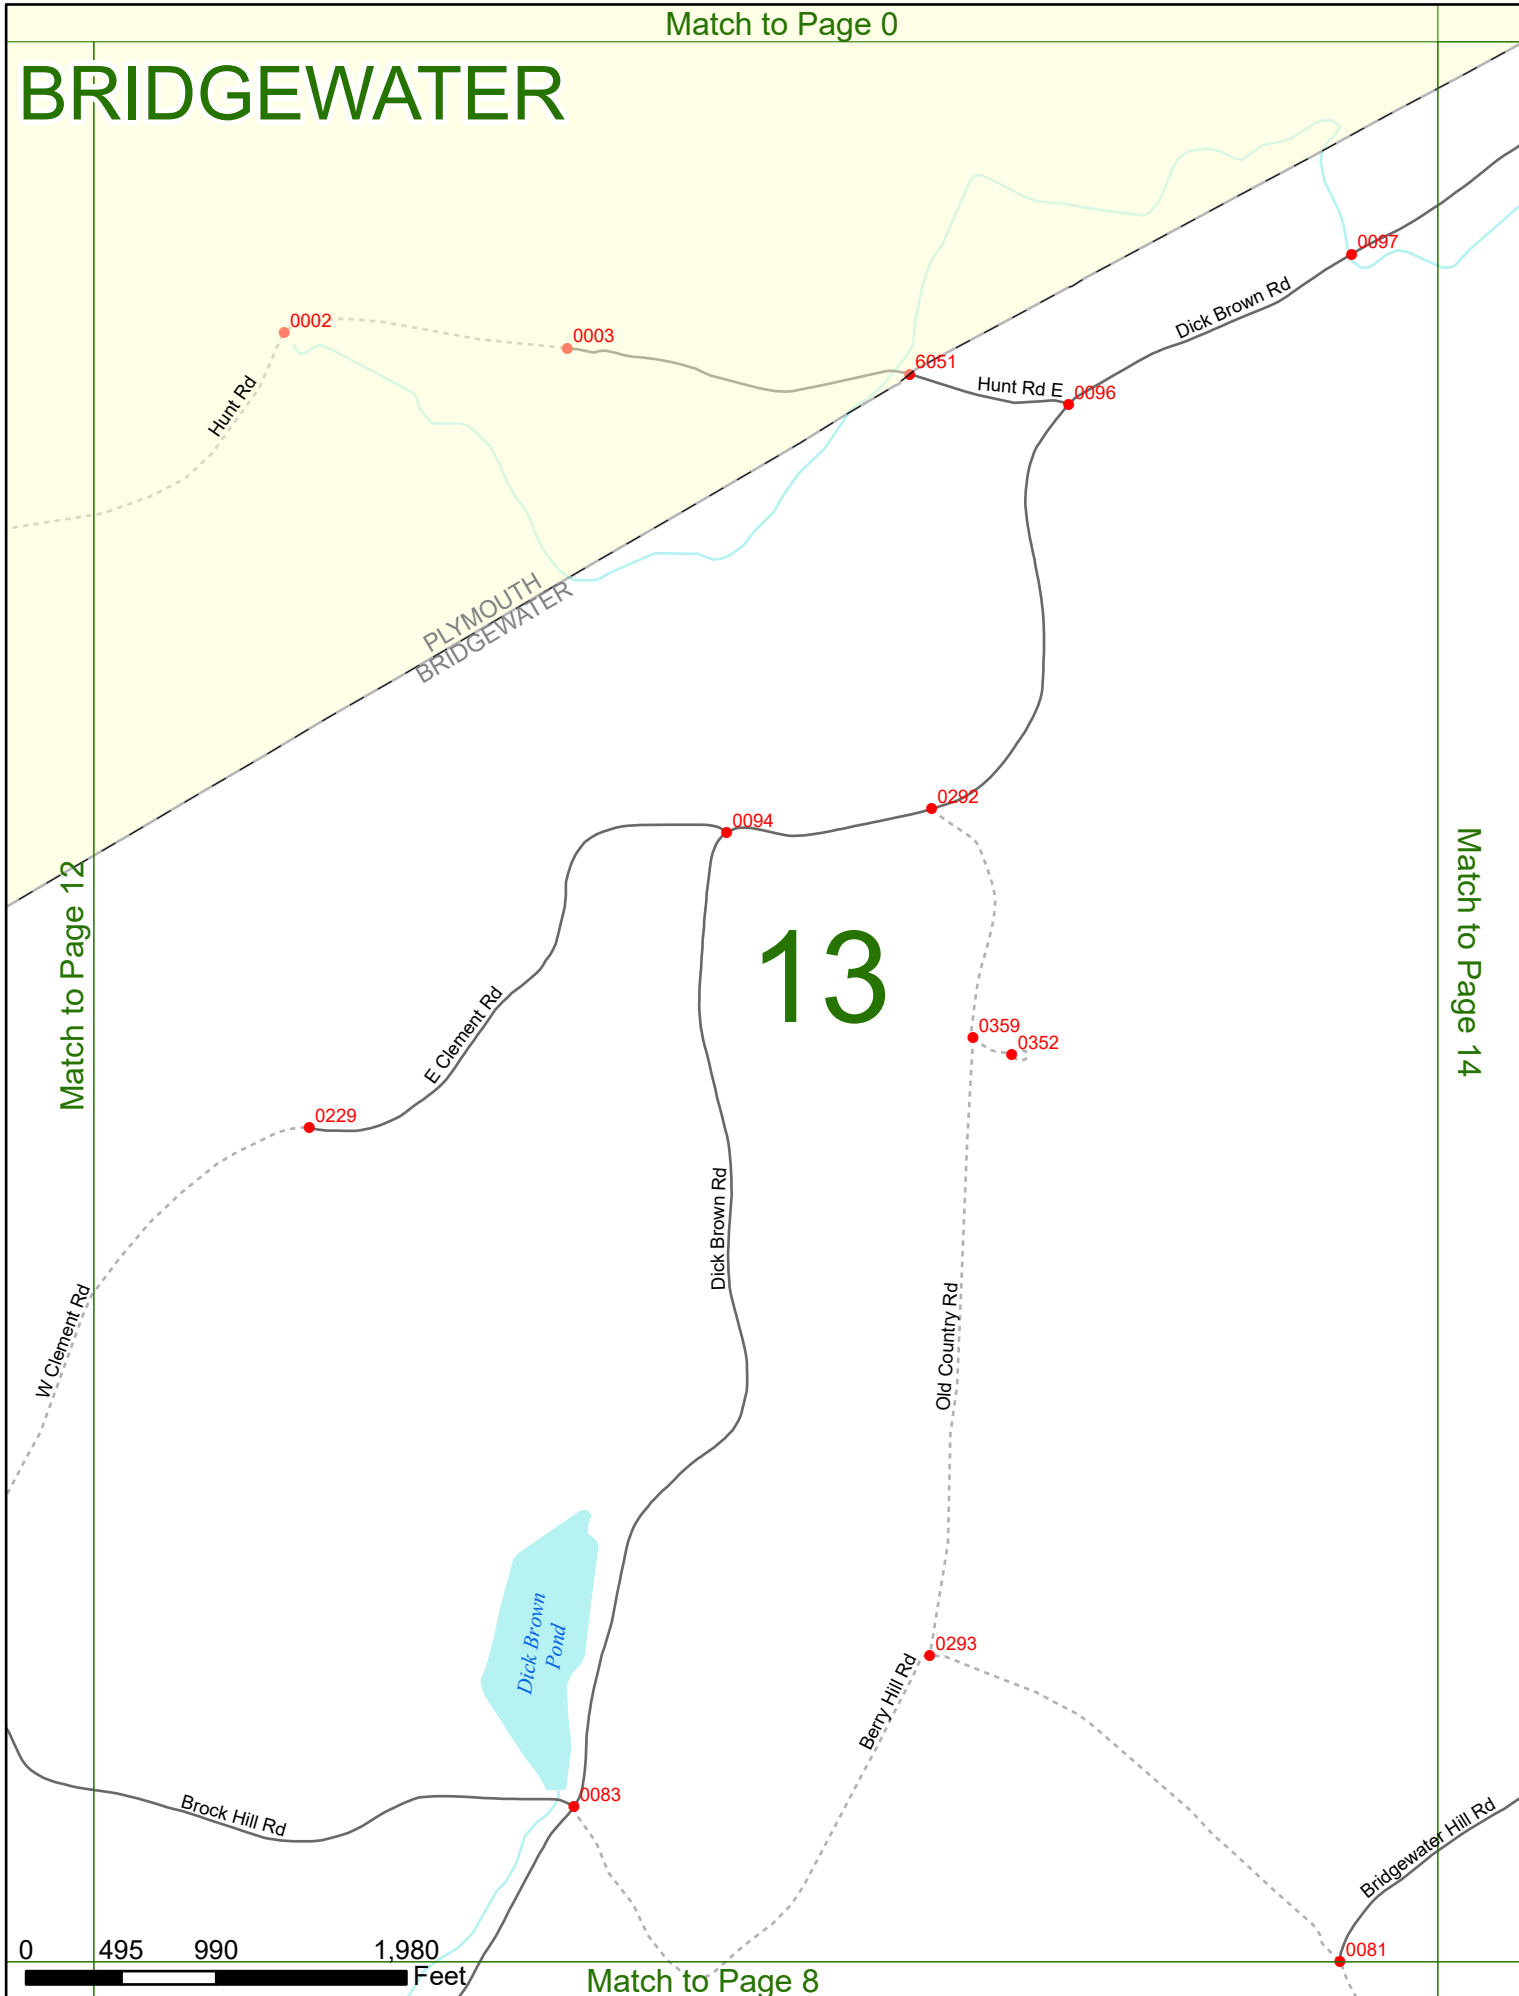 Match to Page 0
BRIDGEWATER
0097
Dick Brown Rd
0002
0003
6051
Hunt Rd E
0096
Hunt Rd
PLYMOUTH
BRIDGEWATER
0292
0094
Match to Page 12
Match to Page 14
13
E Clement Rd
0359
0352
0229
Dick Brown Rd
W Clement Rd
Old Country Rd
Dick Brown
Pond
0293
Berry Hill Rd
0083
Brock Hill Rd
Bridgewater Hill Rd
0081
0 495 990 1,980
Feet
Match to Page 8